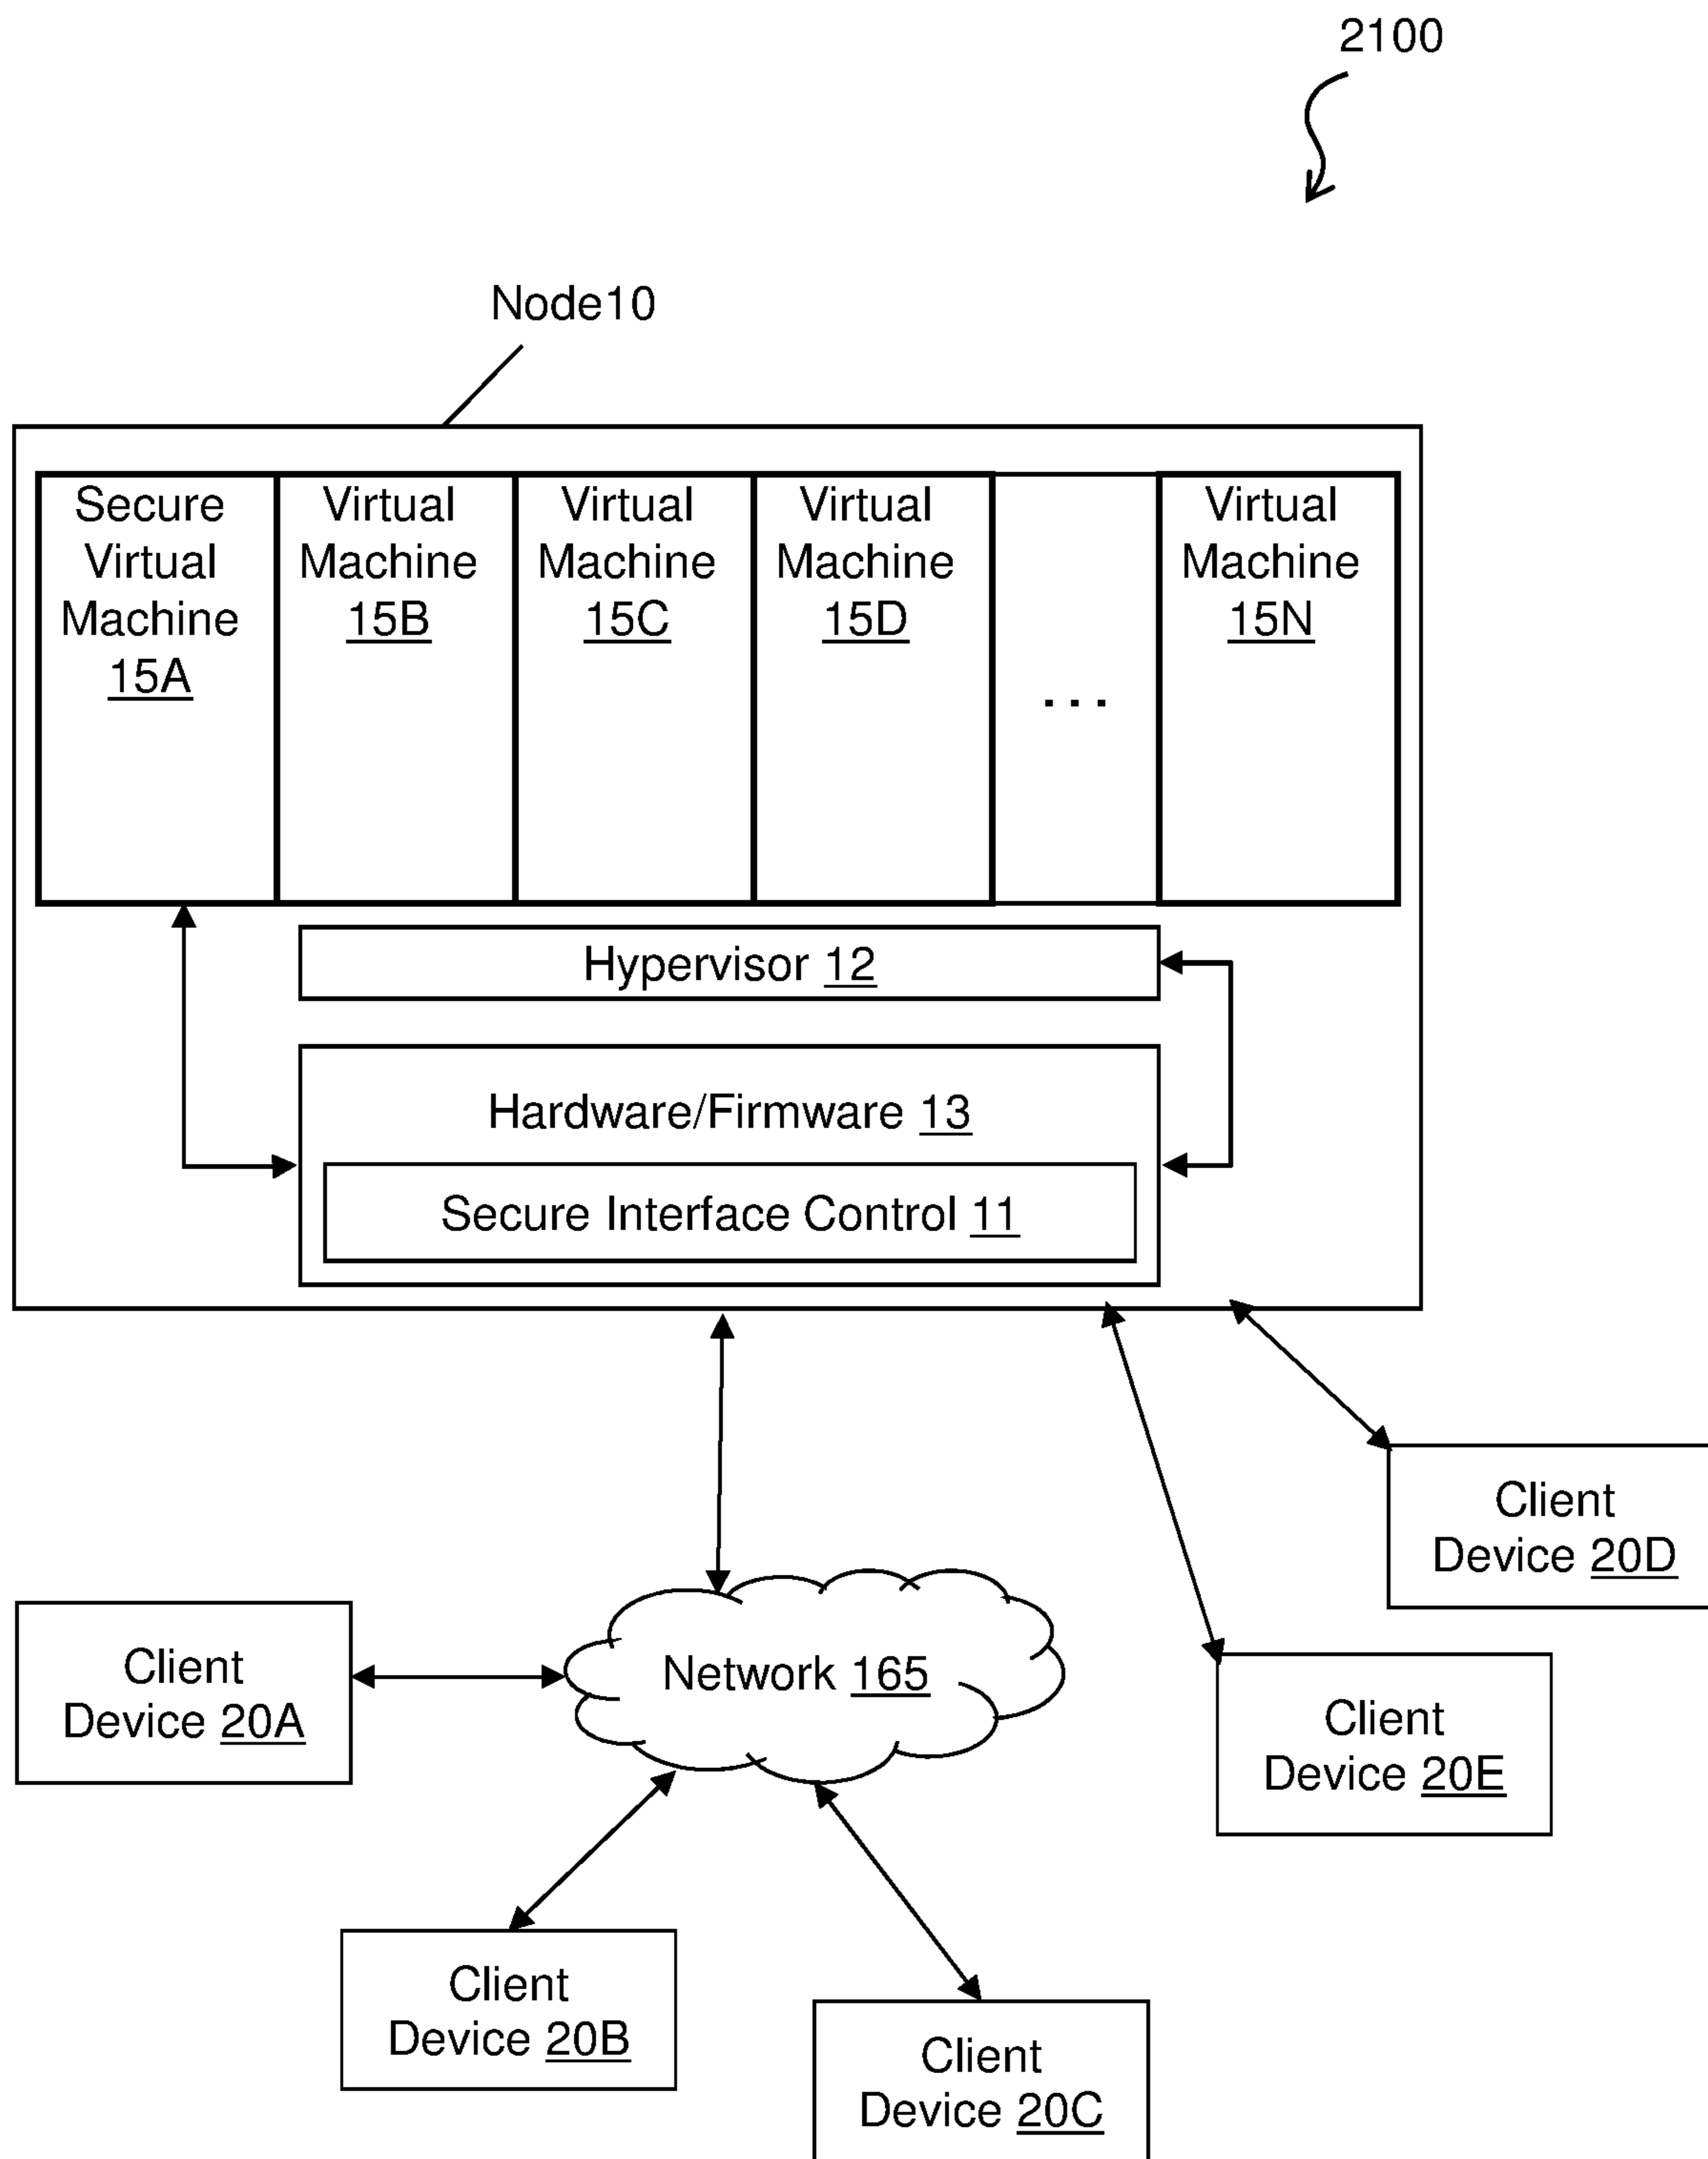 2100
Node10
Secure
Virtual
Machine
15A
Virtual
Machine
15B
Virtual
Machine
15C
Virtual
Machine
15D
...
Virtual
Machine
15N
Hypervisor 12
Hardware/Firmware 13
Secure Interface Control 11
Client
Device 20D
Network 165
Client
Device 20A
Client
Device 20E
Client
Device 20B
Client
Device 20C